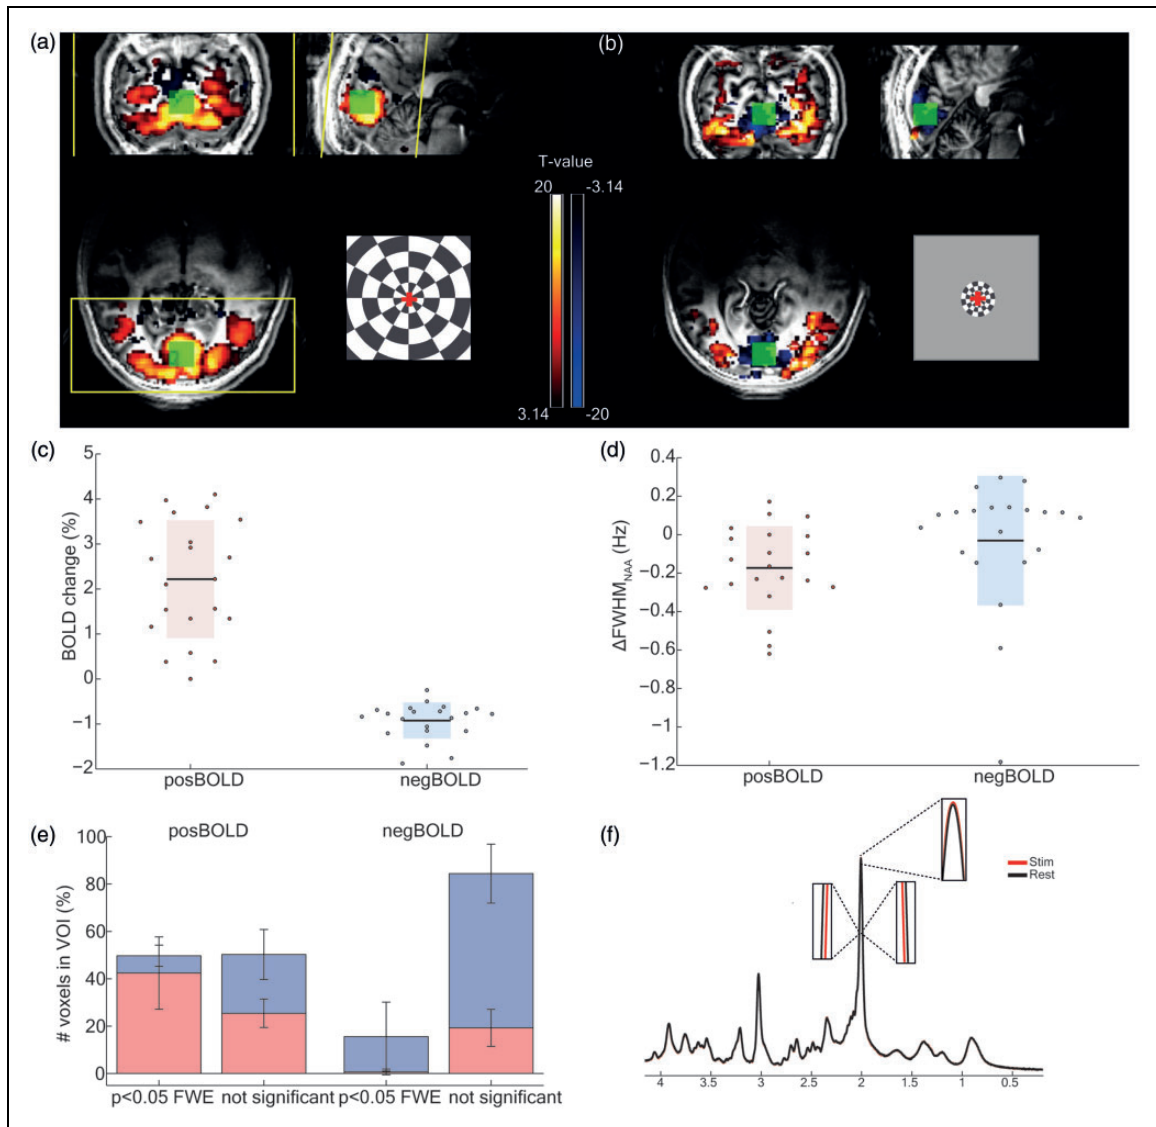 (a)
(b)
T-value
20
-3.14
3.14
-20
(c)
BOLD change (%)
5
4
3
2
1
0
−1
−2
posBOLD
negBOLD
(d)
ΔFWHM_NAA (Hz)
0.4
0.2
0
−0.2
−0.4
−0.6
−0.8
−1
−1.2
posBOLD
negBOLD
(e)
posBOLD
negBOLD
# voxels in VOI (%)
100
80
60
40
20
0
p<0.05 FWE
not significant
p<0.05 FWE
not significant
(f)
Stim
Rest
4
3.5
3
2.5
2
1.5
1
0.5